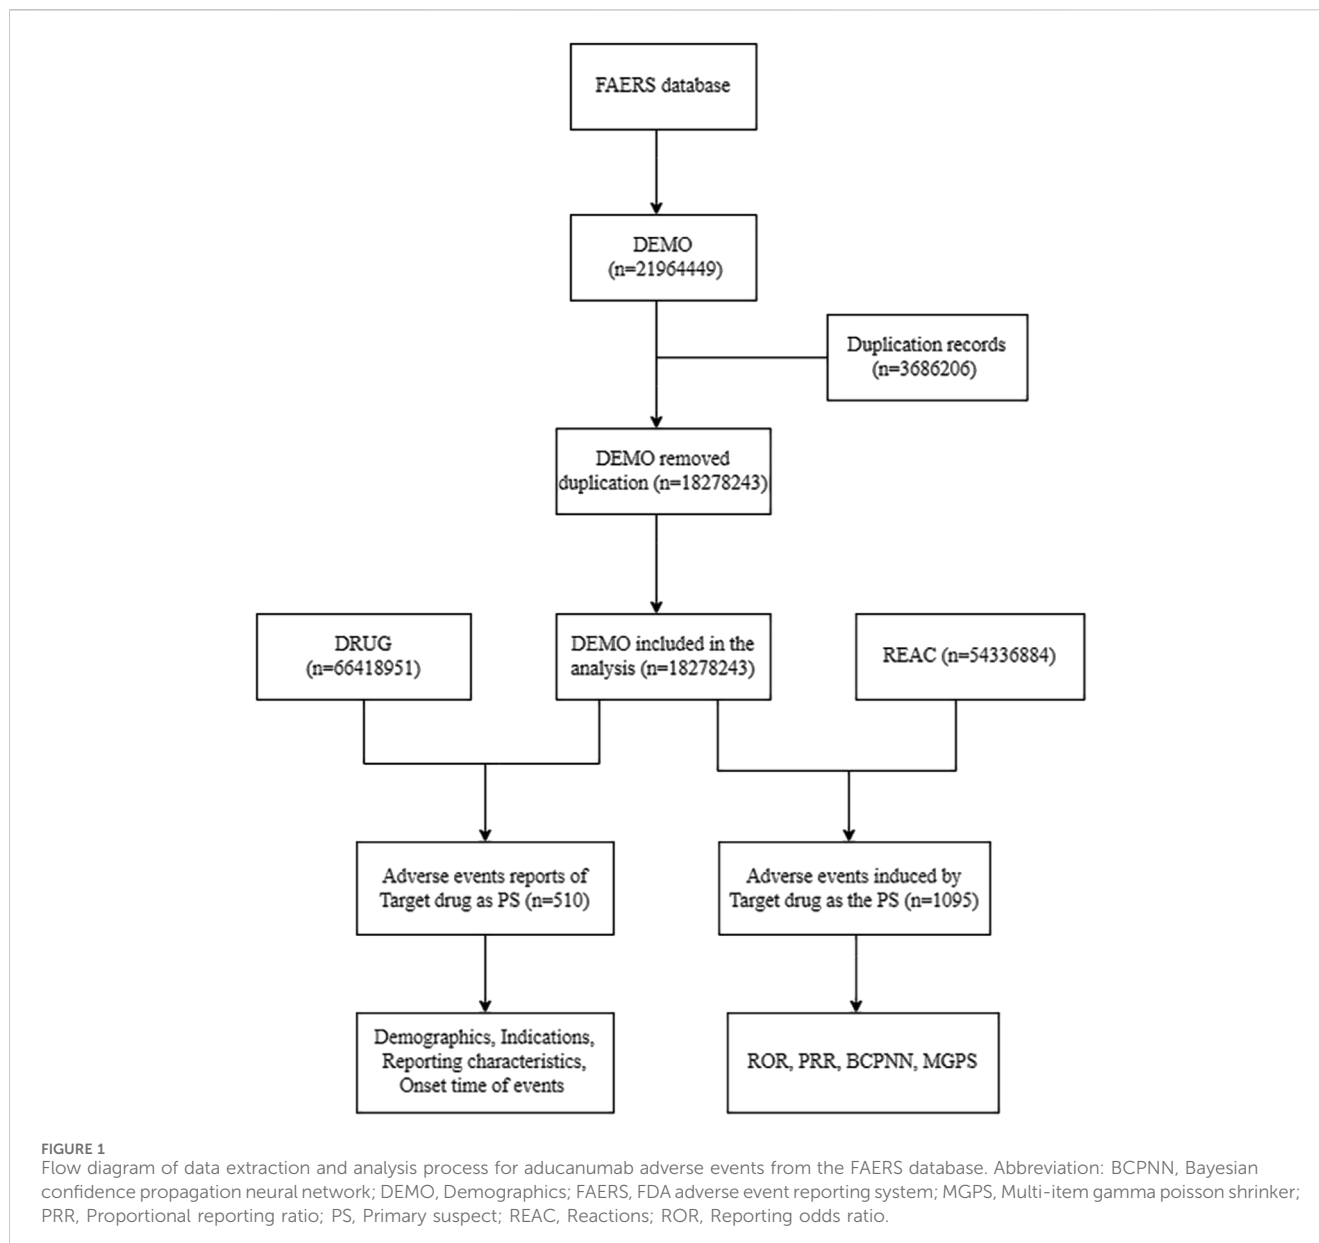 FAERS database
DEMO
(n=21964449)
Duplication records
(n=3686206)
DEMO removed
duplication (n=18278243)
DRUG
(n=66418951)
DEMO included in the
analysis (n=18278243)
REAC (n=54336884)
Adverse events reports of
Target drug as PS (n=510)
Adverse events induced by
Target drug as the PS (n=1095)
Demographics, Indications,
Reporting characteristics,
Onset time of events
ROR, PRR, BCPNN, MGPS
FIGURE 1
Flow diagram of data extraction and analysis process for aducanumab adverse events from the FAERS database. Abbreviation: BCPNN, Bayesian
confidence propagation neural network; DEMO, Demographics; FAERS, FDA adverse event reporting system; MGPS, Multi-item gamma poisson shrinker;
PRR, Proportional reporting ratio; PS, Primary suspect; REAC, Reactions; ROR, Reporting odds ratio.